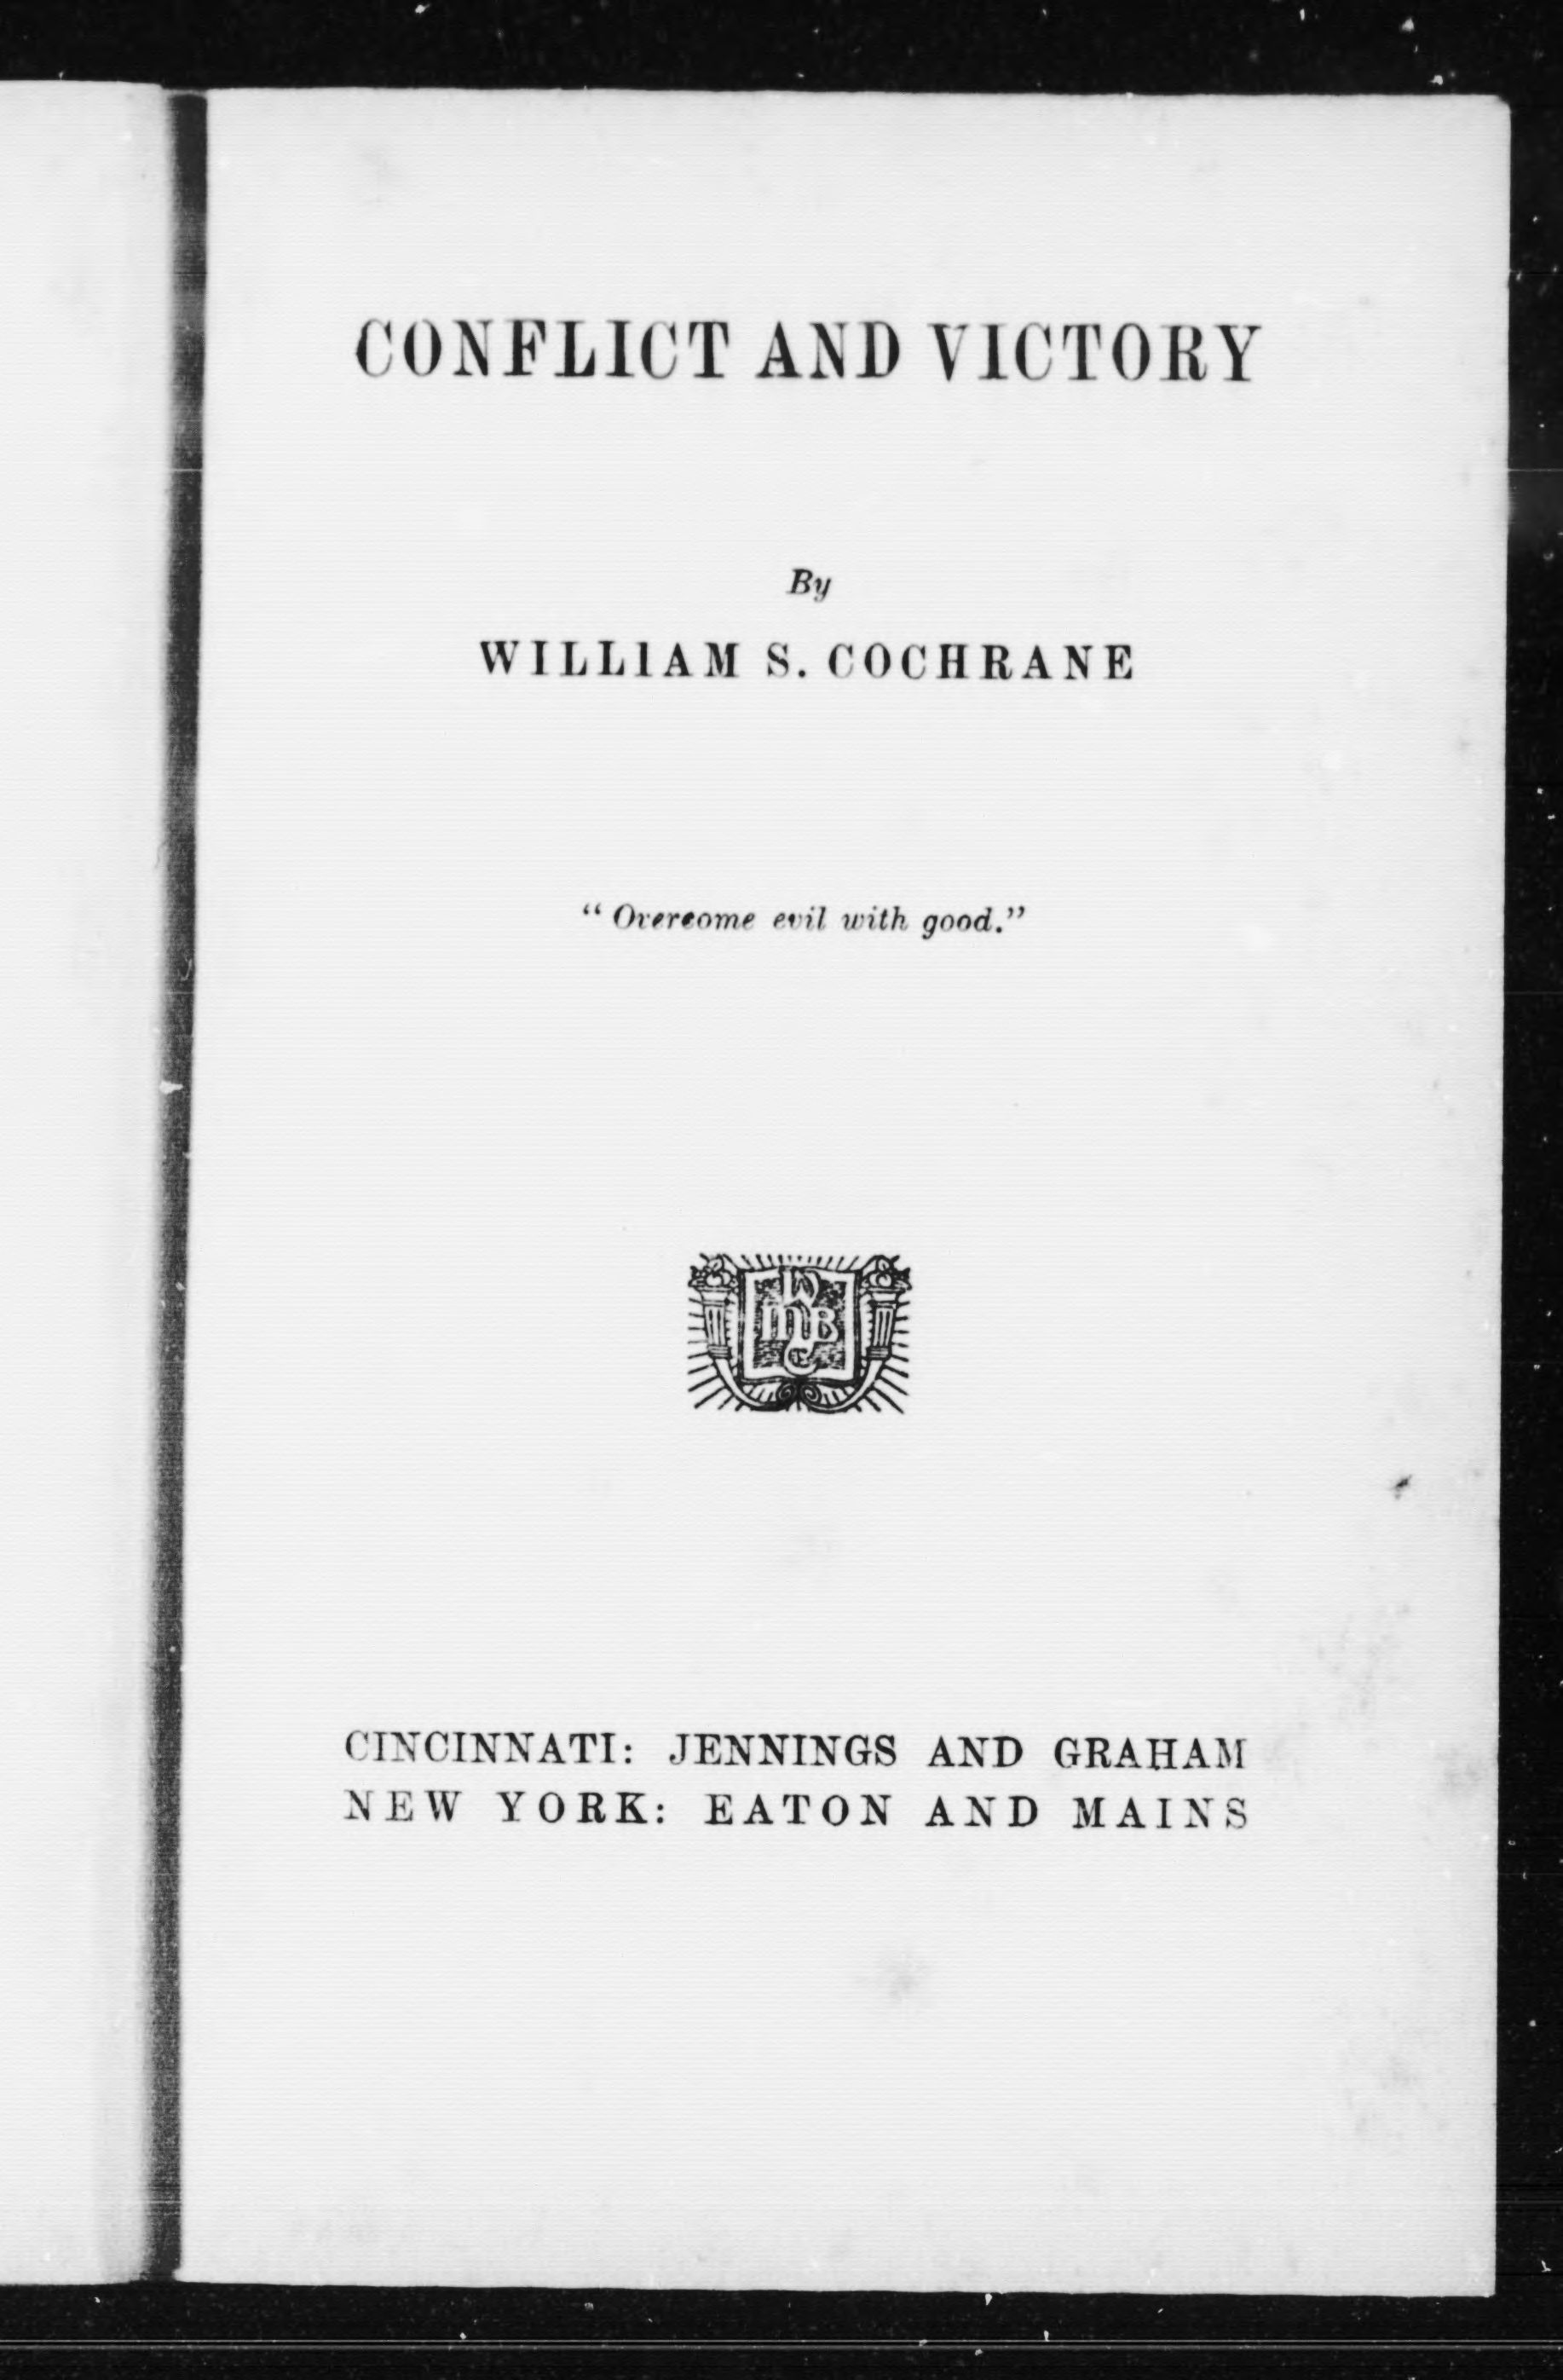 CONFLICT AND VICTORY
By
WILLIAM S. COCHRANE
“Overcome evil with good.”
CINCINNATI: JENNINGS AND GRAHAM
NEW YORK: EATON AND MAINS